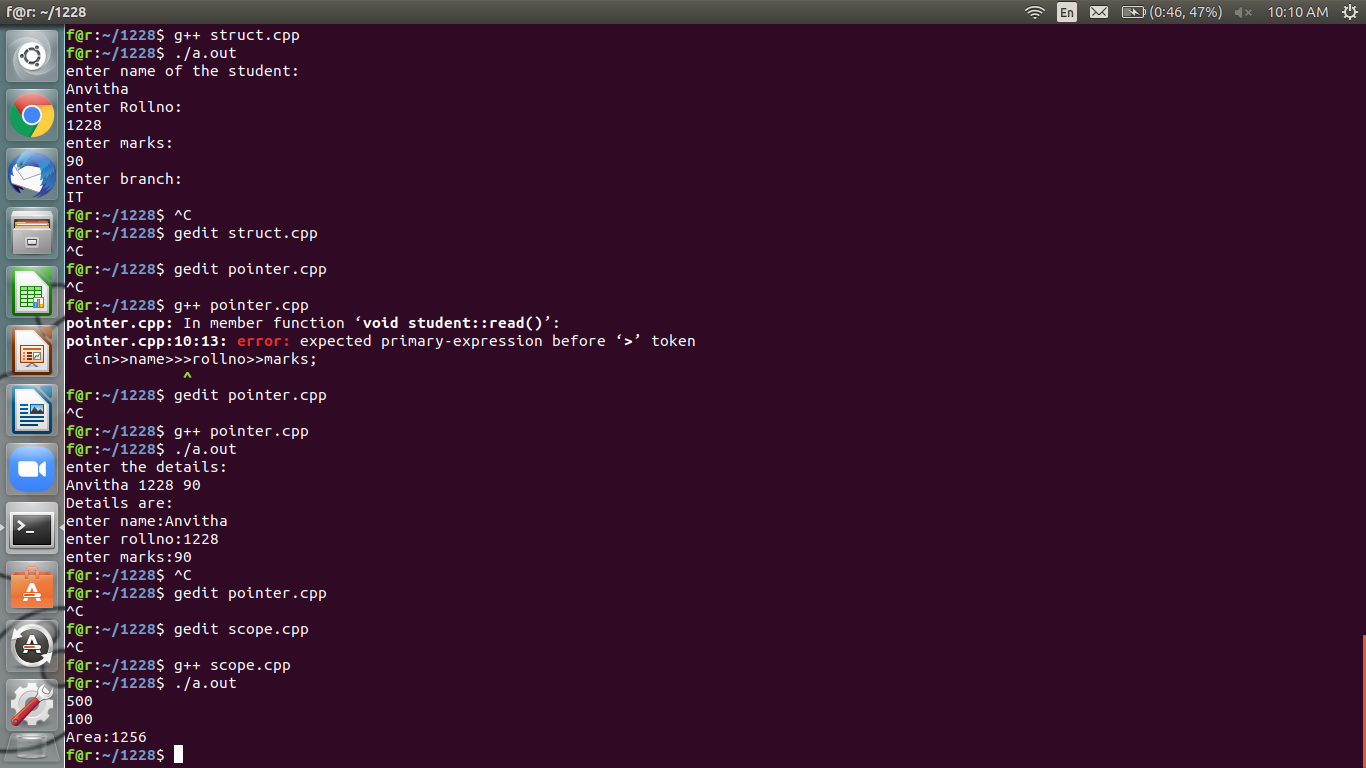 f@r: ~/1228
En
(0:46, 47%)
10:10 AM
f@r:~/1228$ g++ struct.cpp
f@r:~/1228$ ./a.out
enter name of the student:
Anvitha
enter Rollno:
1228
enter marks:
90
enter branch:
IT
f@r:~/1228$ ^C
f@r:~/1228$ gedit struct.cpp
^C
f@r:~/1228$ gedit pointer.cpp
^C
f@r:~/1228$ g++ pointer.cpp
pointer.cpp: In member function ‘void student::read()’:
pointer.cpp:10:13: error: expected primary-expression before ‘>’ token
  cin>>name>>>rollno>>marks;
             ^
f@r:~/1228$ gedit pointer.cpp
^C
f@r:~/1228$ g++ pointer.cpp
f@r:~/1228$ ./a.out
enter the details:
Anvitha 1228 90
Details are:
enter name:Anvitha
enter rollno:1228
enter marks:90
f@r:~/1228$ ^C
f@r:~/1228$ gedit pointer.cpp
^C
f@r:~/1228$ gedit scope.cpp
^C
f@r:~/1228$ g++ scope.cpp
f@r:~/1228$ ./a.out
500
100
Area:1256
f@r:~/1228$